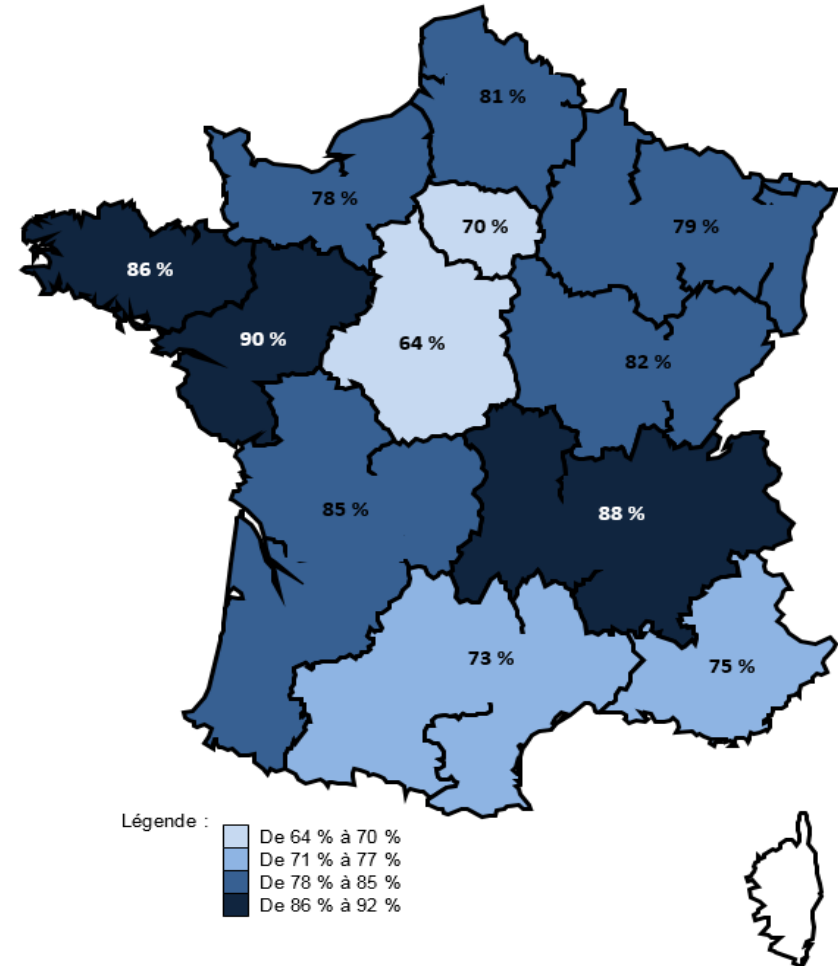 81 %
78 %
70 %
79 %
86 %
90 %
64 %
82 %
85 %
88 %
73 %
75 %
Légende :
De 64 % à 70 %
De 71 % à 77 %
De 78 % à 85 %
De 86 % à 92 %